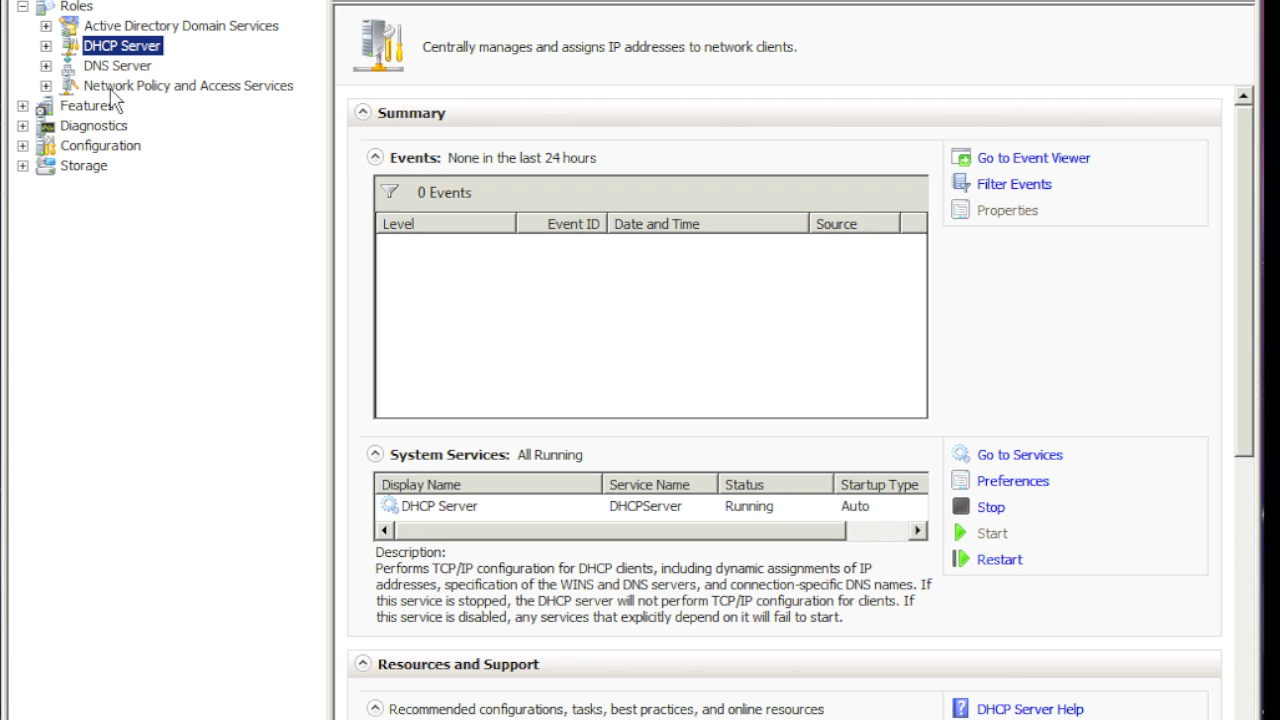 Roles
Active Directory Domain Services
DHCP Server
DNS Server
Network Policy and Access Services
Features
Diagnostics
Configuration
Storage
Centrally manages and assigns IP addresses to network clients.
Summary
Events: None in the last 24 hours
0 Events
Level Event ID Date and Time Source
Go to Event Viewer
Filter Events
Properties
System Services: All Running
Display Name Service Name Status Startup Type
DHCP Server DHCPServer Running Auto
Description:
Performs TCP/IP configuration for DHCP clients, including dynamic assignments of IP
addresses, specification of the WINS and DNS servers, and connection-specific DNS names. If
this service is stopped, the DHCP server will not perform TCP/IP configuration for clients. If
this service is disabled, any services that explicitly depend on it will fail to start.
Go to Services
Preferences
Stop
Start
Restart
Resources and Support
Recommended configurations, tasks, best practices, and online resources
DHCP Server Help